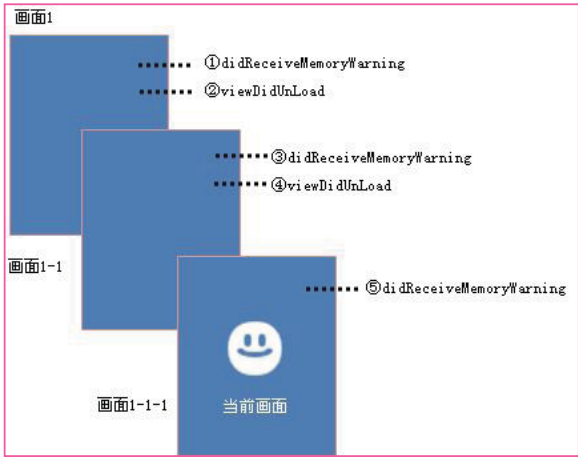 画面1
①didReceiveMemoryWarning
②viewDidUnLoad
③didReceiveMemoryWarning
④viewDidUnLoad
画面1-1
⑤didReceiveMemoryWarning
画面1-1-1
当前画面